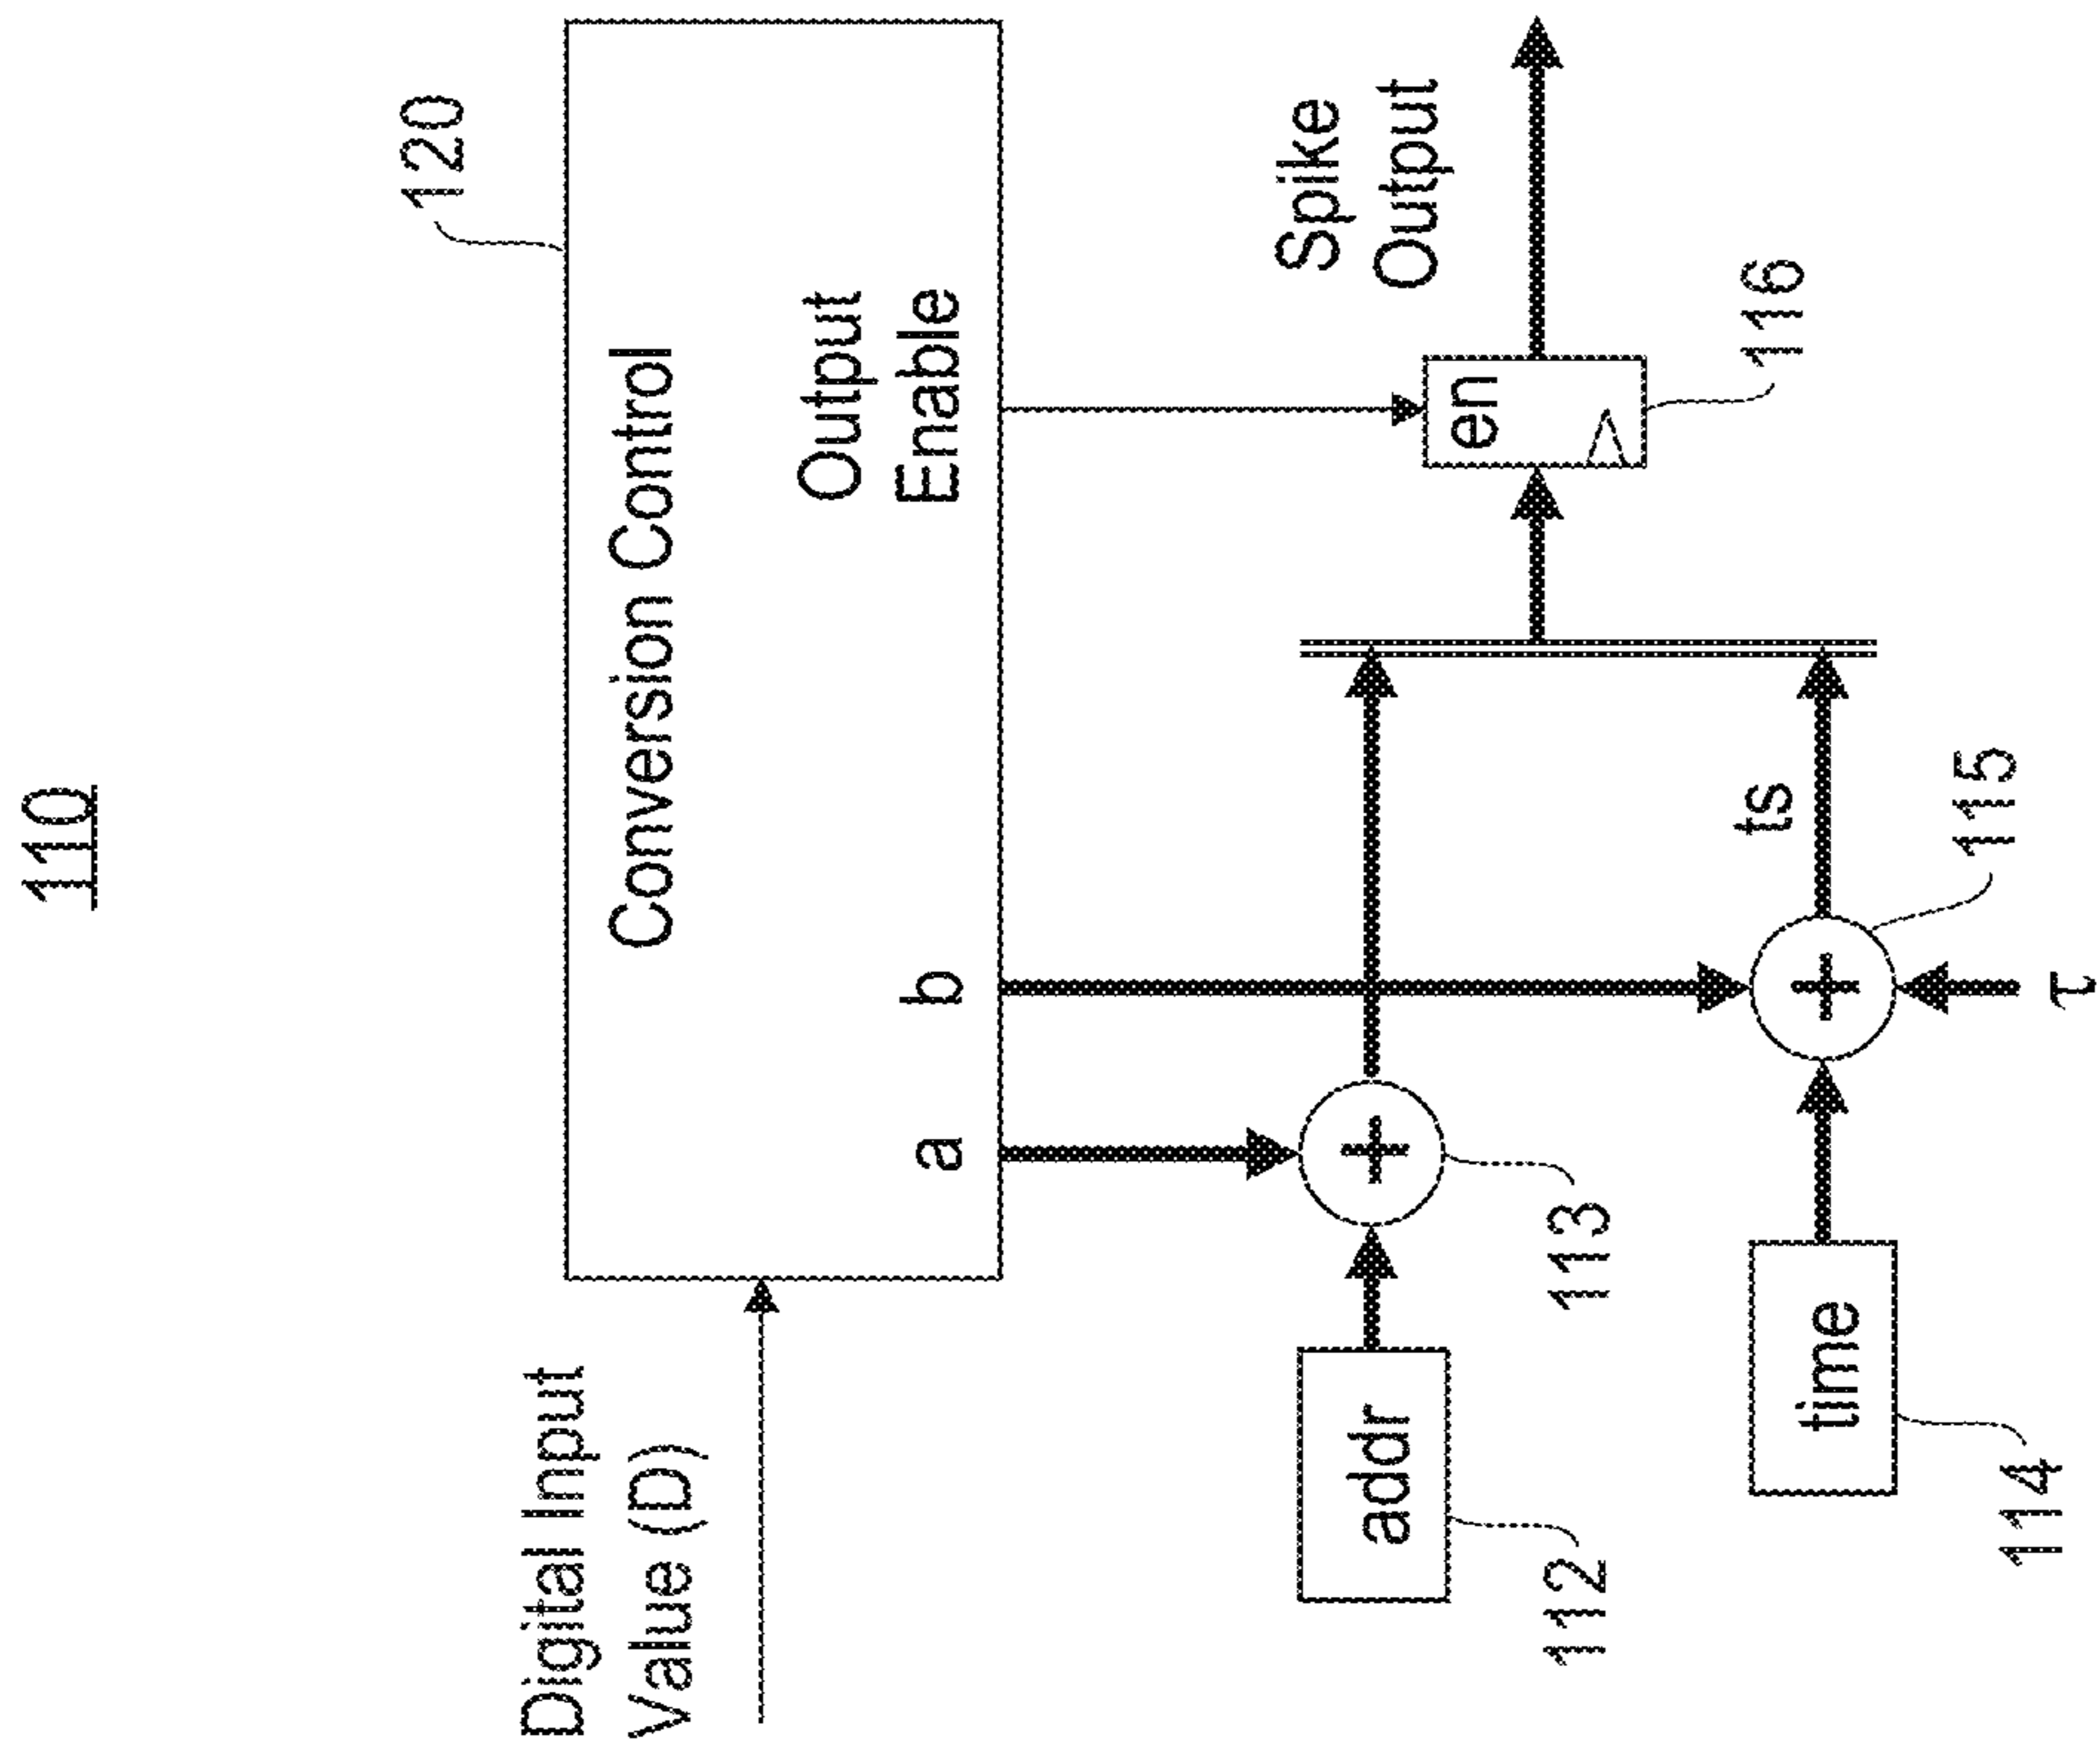 110
120
Digital Input
Value (D)
Conversion Control
a
b
Output
Enable
addr
112
+
113
time
114
+
115
τ
ts
en
116
Spike
Output